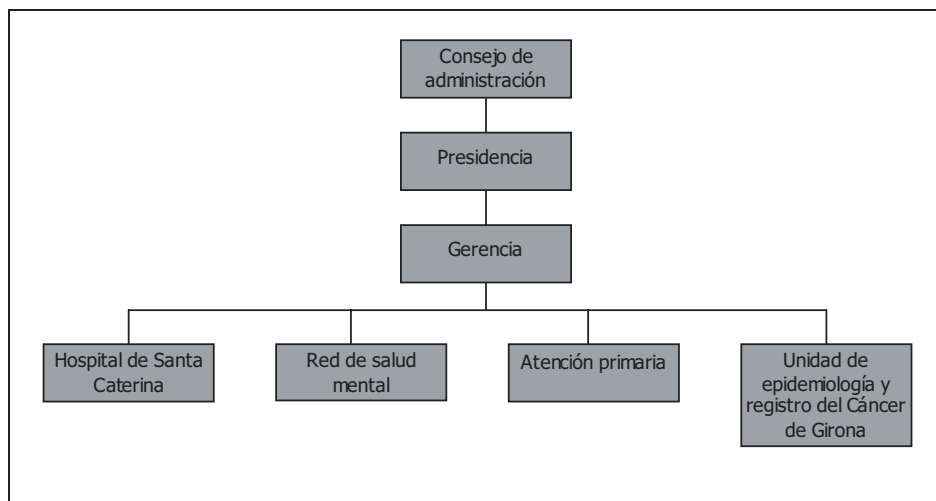 Consejo de
administración
Presidencia
Gerencia
Hospital de Santa
Caterina
Red de salud
mental
Atención primaria
Unidad de
epidemiología y
registro del Cáncer
de Girona